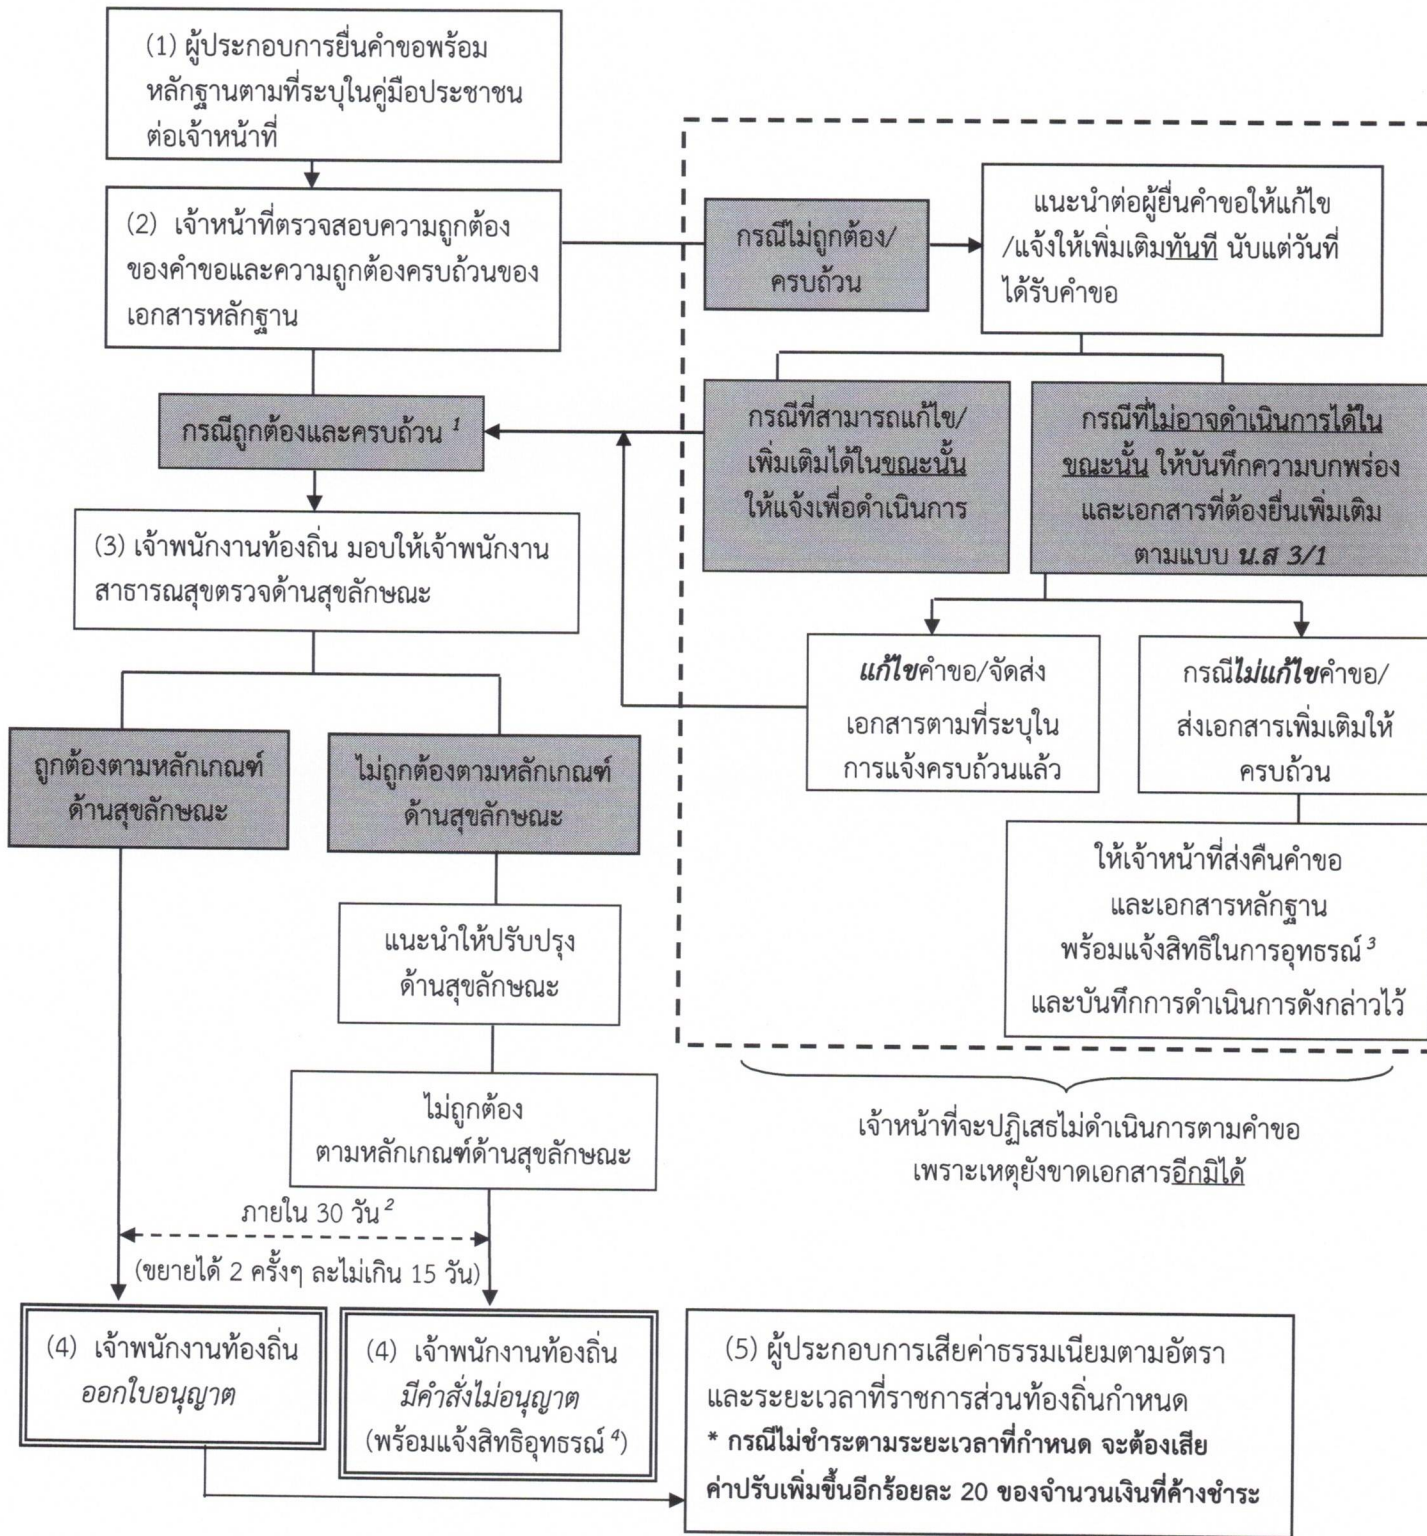 (1) ผู้ประกอบการยื่นคำขอพร้อม
หลักฐานตามที่ระบุในคู่มือประชาชน
ต่อเจ้าหน้าที่
(2) เจ้าหน้าที่ตรวจสอบความถูกต้อง
ของคำขอและความถูกต้องครบถ้วนของ
เอกสารหลักฐาน
กรณีไม่ถูกต้อง/
ครบถ้วน
แนะนำต่อผู้ยื่นคำขอให้แก้ไข
/แจ้งให้เพิ่มเติมทันที นับแต่วันที่
ได้รับคำขอ
กรณีถูกต้องและครบถ้วน 1
กรณีที่สามารถแก้ไข/
เพิ่มเติมได้ในขณะนั้น
ให้แจ้งเพื่อดำเนินการ
กรณีที่ไม่อาจดำเนินการได้ใน
ขณะนั้น ให้บันทึกความบกพร่อง
และเอกสารที่ต้องยื่นเพิ่มเติม
ตามแบบ น.ส 3/1
(3) เจ้าพนักงานท้องถิ่น มอบให้เจ้าพนักงาน
สาธารณสุขตรวจด้านสุขลักษณะ
แก้ไขคำขอ/จัดส่ง
เอกสารตามที่ระบุใน
การแจ้งครบถ้วนแล้ว
กรณีไม่แก้ไขคำขอ/
ส่งเอกสารเพิ่มเติมให้
ครบถ้วน
ถูกต้องตามหลักเกณฑ์
ด้านสุขลักษณะ
ไม่ถูกต้องตามหลักเกณฑ์
ด้านสุขลักษณะ
ให้เจ้าหน้าที่ส่งคืนคำขอ
และเอกสารหลักฐาน
พร้อมแจ้งสิทธิในการอุทธรณ์ 3
และบันทึกการดำเนินการดังกล่าวไว้
แนะนำให้ปรับปรุง
ด้านสุขลักษณะ
ไม่ถูกต้อง
ตามหลักเกณฑ์ด้านสุขลักษณะ
เจ้าหน้าที่จะปฏิเสธไม่ดำเนินการตามคำขอ
เพราะเหตุยังขาดเอกสารอีกมิได้
ภายใน 30 วัน 2
(ขยายได้ 2 ครั้งๆ ละไม่เกิน 15 วัน)
(4) เจ้าพนักงานท้องถิ่น
ออกใบอนุญาต
(4) เจ้าพนักงานท้องถิ่น
มีคำสั่งไม่อนุญาต
(พร้อมแจ้งสิทธิอุทธรณ์ 4)
(5) ผู้ประกอบการเสียค่าธรรมเนียมตามอัตรา
และระยะเวลาที่ราชการส่วนท้องถิ่นกำหนด
* กรณีไม่ชำระตามระยะเวลาที่กำหนด จะต้องเสีย
ค่าปรับเพิ่มขึ้นอีกร้อยละ 20 ของจำนวนเงินที่ค้างชำระ